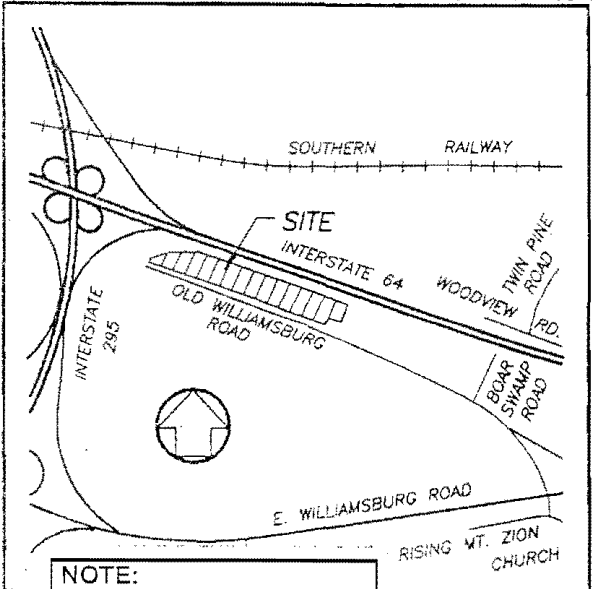 SOUTHERN RAILWAY
SITE
INTERSTATE 64
TWIN PINE
ROAD
WOODVIEW RD.
OLD WILLIAMSBURG
ROAD
INTERSTATE
295
BOAR
SWAMP
ROAD
E. WILLIAMSBURG ROAD
RISING MT. ZION
CHURCH
NOTE: